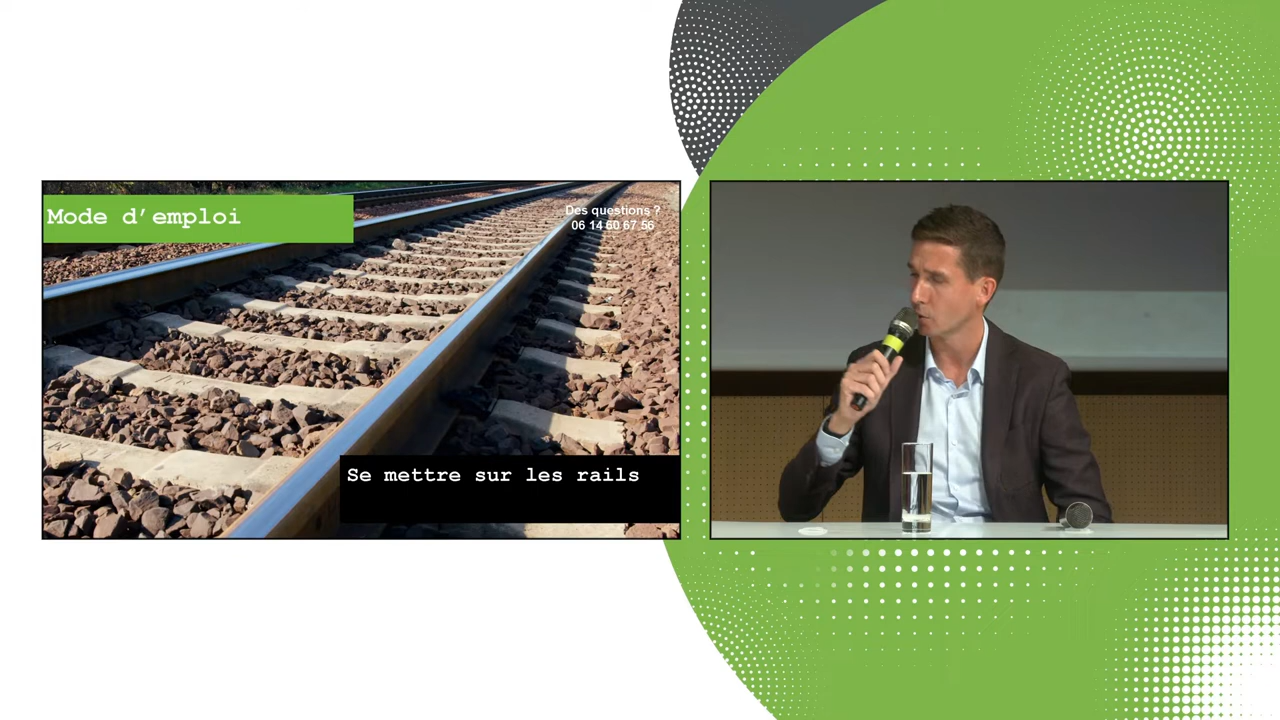 Mode d’emploi
Des questions ?
06 14 60 67 56
Se mettre sur les rails